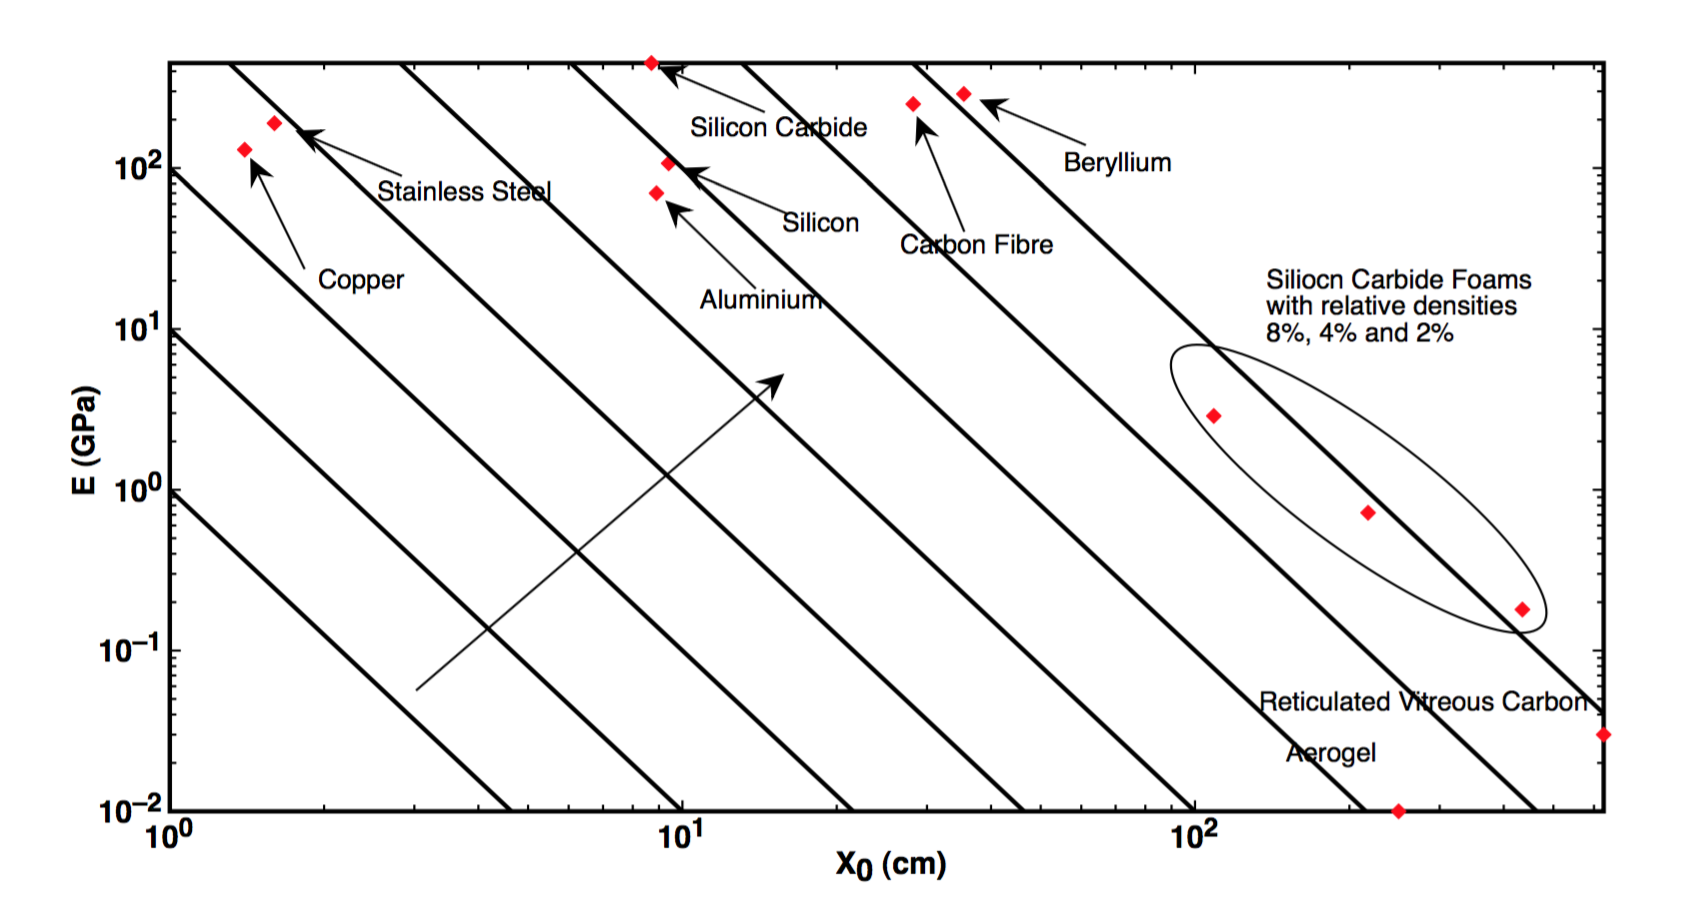 Silicon Carbide
Beryllium
Stainless Steel
Silicon
Carbon Fibre
Copper
Aluminium
Siliocn Carbide Foams
with relative densities
8%, 4% and 2%
Reticulated Vitreous Carbon
Aerogel
E (GPa)
10²
10¹
10⁰
10⁻¹
10⁻²
10⁰ 10¹ 10²
X₀ (cm)